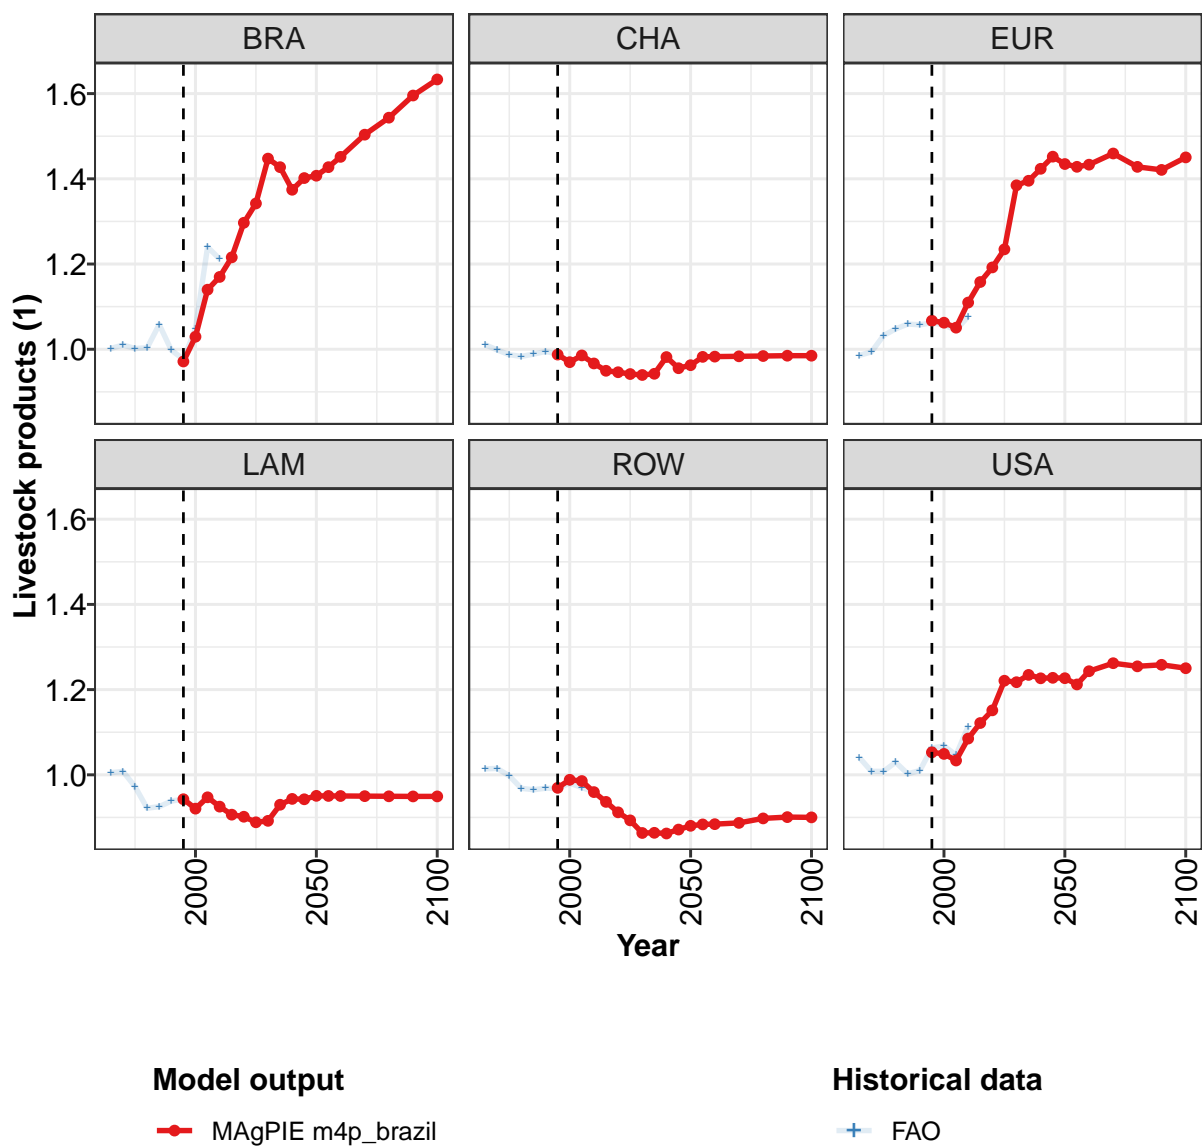 BRA CHA EUR
1.6
1.4
1.2
1.0
LAM ROW USA
1.6
1.4
1.2
1.0
Livestock products (1)
2000 2050 2100 2000 2050 2100 2000 2050 2100
Year
Model output Historical data
MAgPIE m4p_brazil FAO